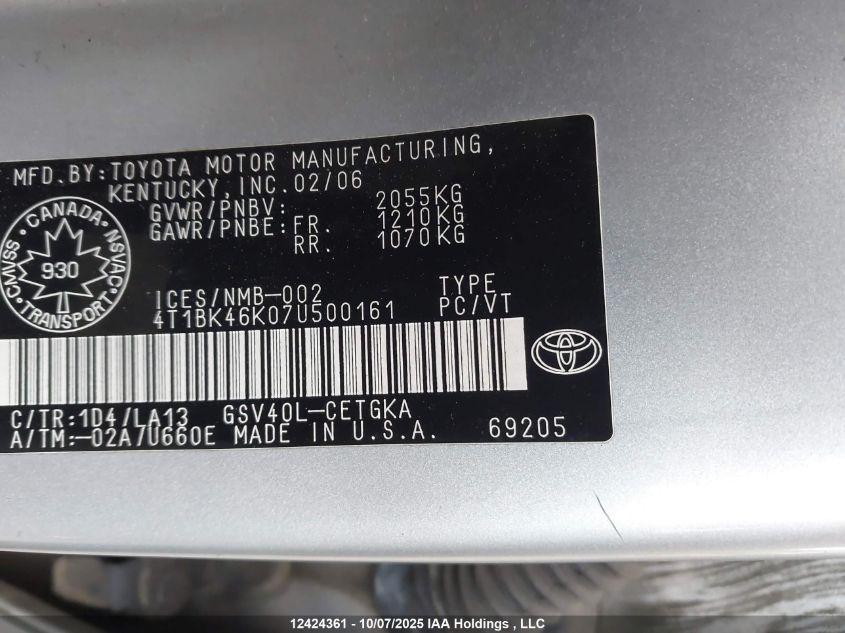 MFD.BY:TOYOTA MOTOR MANUFACTURING,
KENTUCKY,INC.02/06
GVWR/PNBV: 2055KG
GAWR/PNBE:FR. 1210KG
RR. 1070KG
CANADA
CMVSS 930 NSVAC
TRANSPORT
ICES/NMB-002 TYPE
4T1BK46K07U500161 PC/VT
C/TR:1D4/LA13 GSV40L-CETGKA
A/TM:-02A/U660E MADE IN U.S.A. 69205
12424361 - 10/07/2025 IAA Holdings , LLC